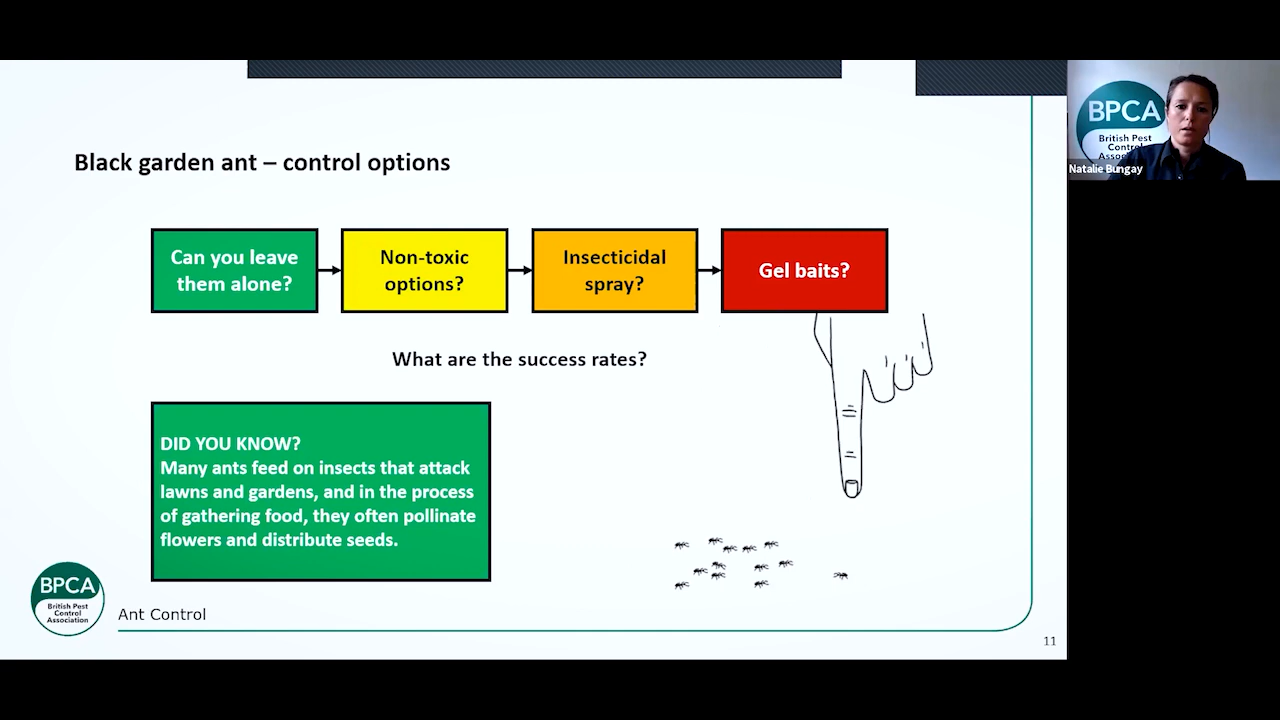 Black garden ant – control options
Can you leave
them alone?
Non-toxic
options?
Insecticidal
spray?
Gel baits?
What are the success rates?
DID YOU KNOW?
Many ants feed on insects that attack
lawns and gardens, and in the process
of gathering food, they often pollinate
flowers and distribute seeds.
BPCA
British Pest
Control
Association
Ant Control
11
BPCA
British Pest
Control
Natalie Bungay